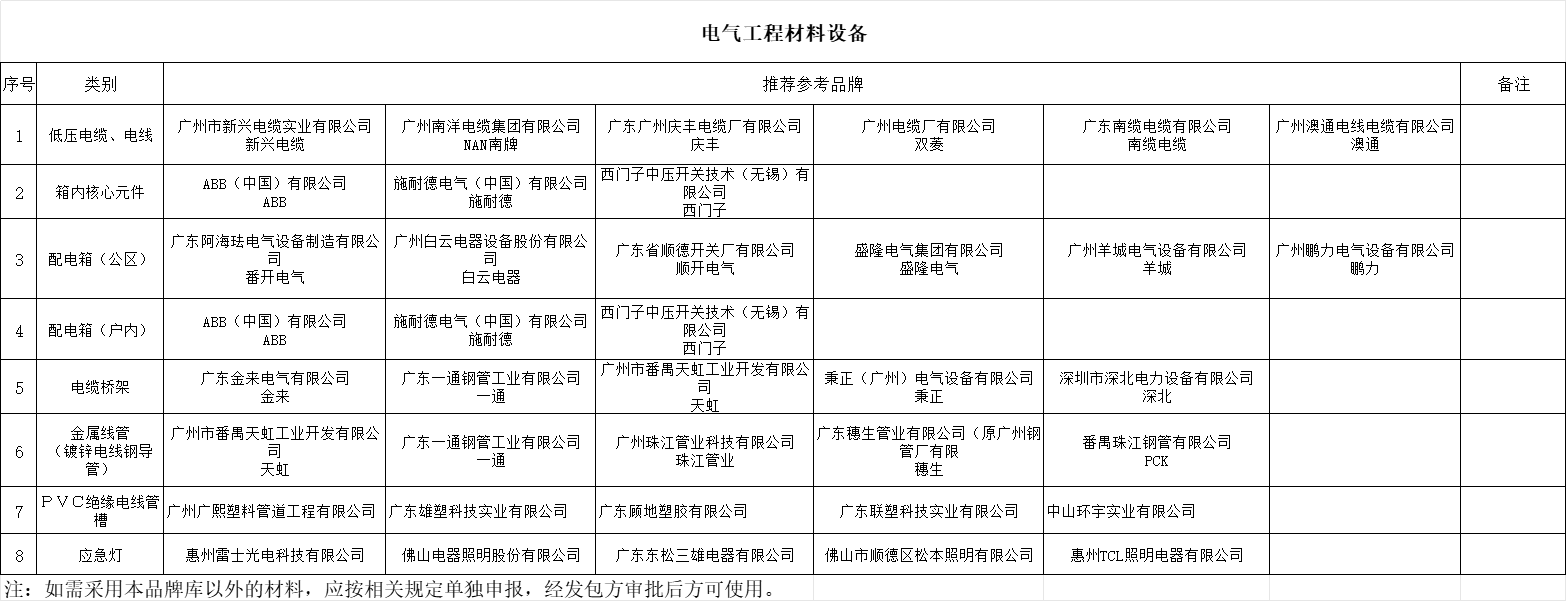 电气工程材料设备
序号 类别 推荐参考品牌 备注
1 低压电缆、电线 广州市新兴电缆实业有限公司 新兴电缆 广州南洋电缆集团有限公司 NAN南牌 广东广州庆丰电缆厂有限公司 庆丰 广州电缆厂有限公司 双菱 广东南缆电缆有限公司 南缆电缆 广州澳通电线电缆有限公司 澳通
2 箱内核心元件 ABB（中国）有限公司 ABB 施耐德电气（中国）有限公司 施耐德 西门子中压开关技术（无锡）有限公司 西门子
3 配电箱（公区） 广东阿海珐电气设备制造有限公司 番开电气 广州白云电器设备股份有限公司 白云电器 广东省顺德开关厂有限公司 顺开电气 盛隆电气集团有限公司 盛隆电气 广州羊城电气设备有限公司 羊城 广州鹏力电气设备有限公司 鹏力
4 配电箱（户内） ABB（中国）有限公司 ABB 施耐德电气（中国）有限公司 施耐德 西门子中压开关技术（无锡）有限公司 西门子
5 电缆桥架 广东金来电气有限公司 金来 广东一通钢管工业有限公司 一通 广州市番禺天虹工业开发有限公司 天虹 秉正（广州）电气设备有限公司 秉正 深圳市深北电力设备有限公司 深北
6 金属线管（镀锌电线钢导管） 广州市番禺天虹工业开发有限公司 天虹 广东一通钢管工业有限公司 一通 广州珠江管业科技有限公司 珠江管业 广东穗生管业有限公司（原广州钢管厂有限 穗生 番禺珠江钢管有限公司 PCK
7 ＰＶＣ绝缘电线管槽 广州广熙塑料管道工程有限公司 广东雄塑科技实业有限公司 广东顾地塑胶有限公司 广东联塑科技实业有限公司 中山环宇实业有限公司
8 应急灯 惠州雷士光电科技有限公司 佛山电器照明股份有限公司 广东东松三雄电器有限公司 佛山市顺德区松本照明有限公司 惠州TCL照明电器有限公司
注：如需采用本品牌库以外的材料，应按相关规定单独申报，经发包方审批后方可使用。